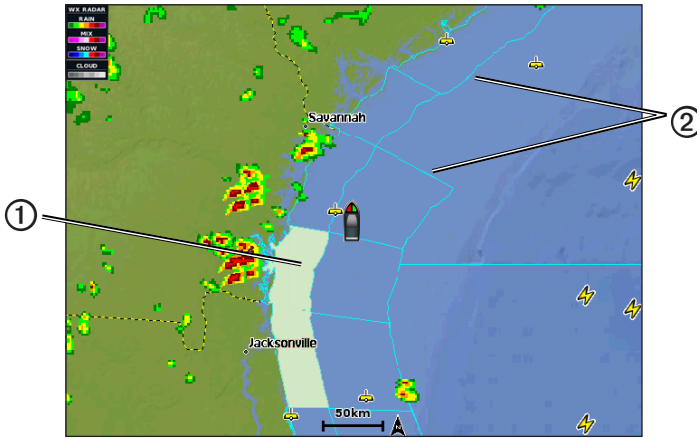 WX RADAR
RAIN
MIX
SNOW
CLOUD
Savannah
②
①
Jacksonville
50km
N